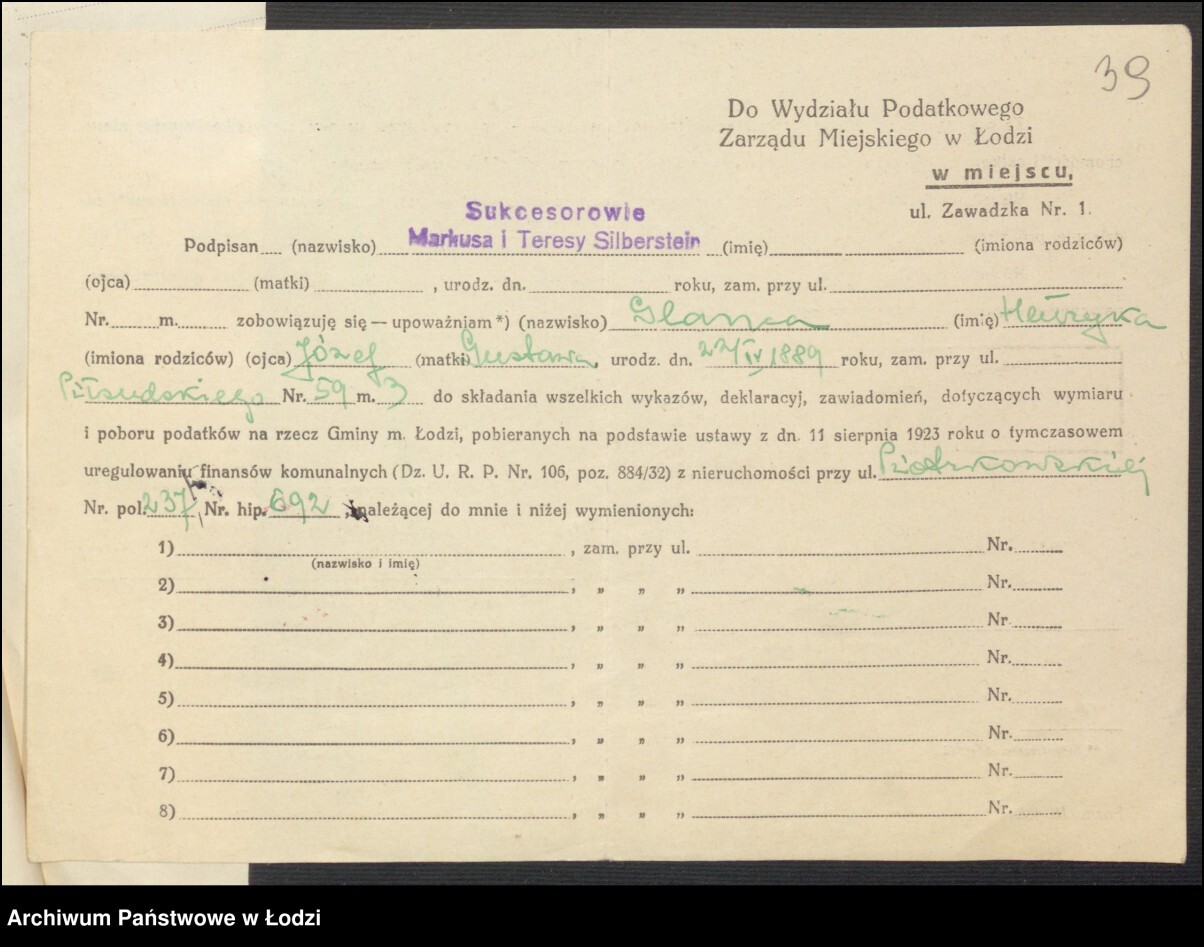 39
Do Wydziału Podatkowego
Zarządu Miejskiego w Łodzi
w miejscu,
ul. Zawadzka Nr. 1.
Sukcesorowie
Podpisan.... (nazwisko) Markusa i Teresy Silberstein (imię) (imiona rodziców)
(ojca) (matki) , urodz. dn. roku, zam. przy ul.
Nr. m. zobowiązuję się — upoważniam *) (nazwisko) (imię) Henryka
(imiona rodziców) (ojca) Józef (matki) Gustawa, urodz. dn. 22/IV 1889 roku, zam. przy ul.
Piłsudskiego Nr. 59 m. 3 do składania wszelkich wykazów, deklaracyj, zawiadomień, dotyczących wymiaru
i poboru podatków na rzecz Gminy m. Łodzi, pobieranych na podstawie ustawy z dn. 11 sierpnia 1923 roku o tymczasowem
uregulowaniu finansów komunalnych (Dz. U. R. P. Nr. 106, poz. 884/32) z nieruchomości przy ul. Piotrkowskiej
Nr. pol. 237 Nr. hip. 692 , należącej do mnie i niżej wymienionych:
1) , zam. przy ul. Nr.
(nazwisko i imię)
2) , „ „ „ Nr.
3) , „ „ „ Nr.
4) , „ „ „ Nr.
5) , „ „ „ Nr.
6) , „ „ „ Nr.
7) , „ „ „ Nr.
8) , „ „ „ Nr.
Archiwum Państwowe w Łodzi